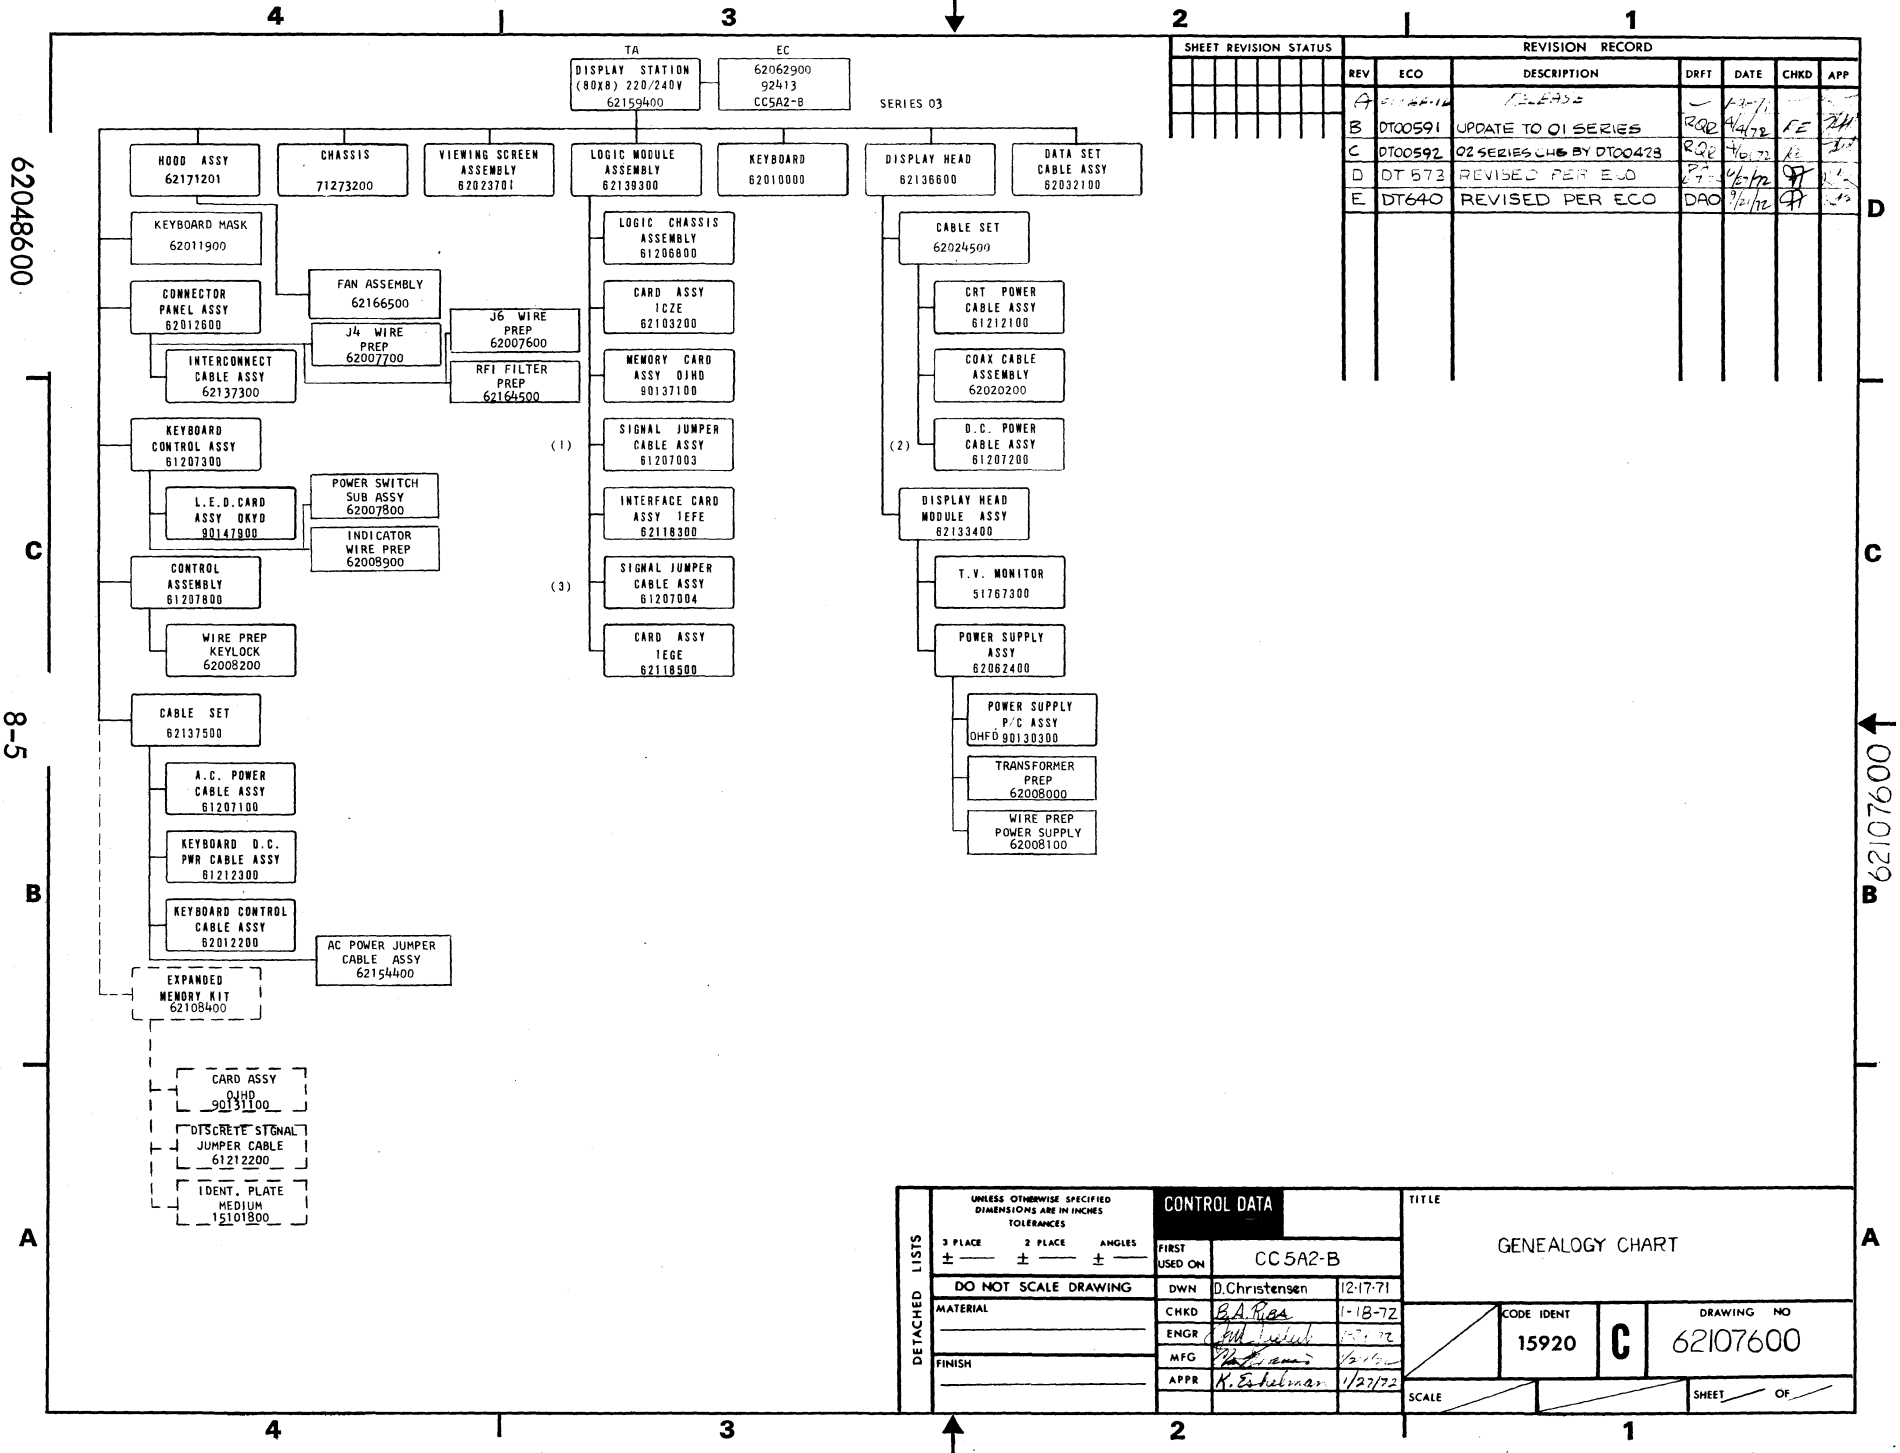 4
3
2
1
TA
EC
DISPLAY STATION
(80X8) 220/240V
62159400
62062900
92413
CC5A2-B
SERIES 03
SHEET REVISION STATUS
REVISION RECORD
REV
ECO
DESCRIPTION
DRFT
DATE
CHKD
APP
A
RELEASE
B
DT00591
UPDATE TO 01 SERIES
RQR
4/4/72
FE
C
DT00592
02 SERIES CHG BY DT00423
RQR
D
DT 573
REVISED PER ECO
E
DT640
REVISED PER ECO
DAO
9/21/72
HOOD ASSY
62171201
CHASSIS
71273200
VIEWING SCREEN
ASSEMBLY
62023701
LOGIC MODULE
ASSEMBLY
62139300
KEYBOARD
62010000
DISPLAY HEAD
62136600
DATA SET
CABLE ASSY
62032100
KEYBOARD MASK
62011900
CONNECTOR
PANEL ASSY
62012600
FAN ASSEMBLY
62166500
J4 WIRE
PREP
62007700
J6 WIRE
PREP
62007600
RFI FILTER
PREP
62164500
INTERCONNECT
CABLE ASSY
62137300
KEYBOARD
CONTROL ASSY
61207300
L.E.D.CARD
ASSY 0KYD
90147900
POWER SWITCH
SUB ASSY
62007800
INDICATOR
WIRE PREP
62008900
CONTROL
ASSEMBLY
61207800
WIRE PREP
KEYLOCK
62008200
CABLE SET
62137500
A.C. POWER
CABLE ASSY
61207100
KEYBOARD D.C.
PWR CABLE ASSY
61212300
KEYBOARD CONTROL
CABLE ASSY
62012200
AC POWER JUMPER
CABLE ASSY
62154400
EXPANDED
MEMORY KIT
62108400
CARD ASSY
0JHD
90131100
DISCRETE SIGNAL
JUMPER CABLE
61212200
IDENT. PLATE
MEDIUM
15101800
LOGIC CHASSIS
ASSEMBLY
61206800
CARD ASSY
1CZE
62103200
MEMORY CARD
ASSY 0JHD
90137100
(1)
SIGNAL JUMPER
CABLE ASSY
61207003
INTERFACE CARD
ASSY 1EFE
62118300
(3)
SIGNAL JUMPER
CABLE ASSY
61207004
CARD ASSY
1EGE
62118500
CABLE SET
62024500
CRT POWER
CABLE ASSY
61212100
COAX CABLE
ASSEMBLY
62020200
(2)
D.C. POWER
CABLE ASSY
61207200
DISPLAY HEAD
MODULE ASSY
62133400
T.V. MONITOR
51767300
POWER SUPPLY
ASSY
62062400
POWER SUPPLY
P/C ASSY
OHFD 90130300
TRANSFORMER
PREP
62008000
WIRE PREP
POWER SUPPLY
62008100
62048600
8-5
62107600
D
C
B
A
C
B
A
DETACHED LISTS
UNLESS OTHERWISE SPECIFIED
DIMENSIONS ARE IN INCHES
TOLERANCES
3 PLACE
2 PLACE
ANGLES
±
±
±
DO NOT SCALE DRAWING
MATERIAL
FINISH
CONTROL DATA
FIRST
USED ON
CC5A2-B
DWN
D.Christensen
12-17-71
CHKD
B.A. Ribs
1-18-72
ENGR
MFG
APPR
K. Eshelman
1/27/72
TITLE
GENEALOGY CHART
CODE IDENT
15920
C
DRAWING NO
62107600
SCALE
SHEET
OF
4
3
2
1